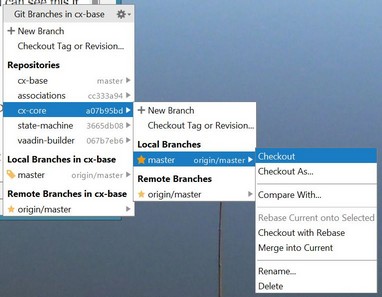 can see this if
Git Branches in cx-base
New Branch
Checkout Tag or Revision...
Repositories
cx-base master
associations cc333a94
cx-core a07b95bd
state-machine 3665db08
vaadin-builder 067b7eb6
Local Branches in cx-base
master origin/master
Remote Branches in cx-base
origin/master
New Branch
Checkout Tag or Revision...
Local Branches
master origin/master
Remote Branches
origin/master
Checkout
Checkout As...
Compare With...
Rebase Current onto Selected
Checkout with Rebase
Merge into Current
Rename...
Delete